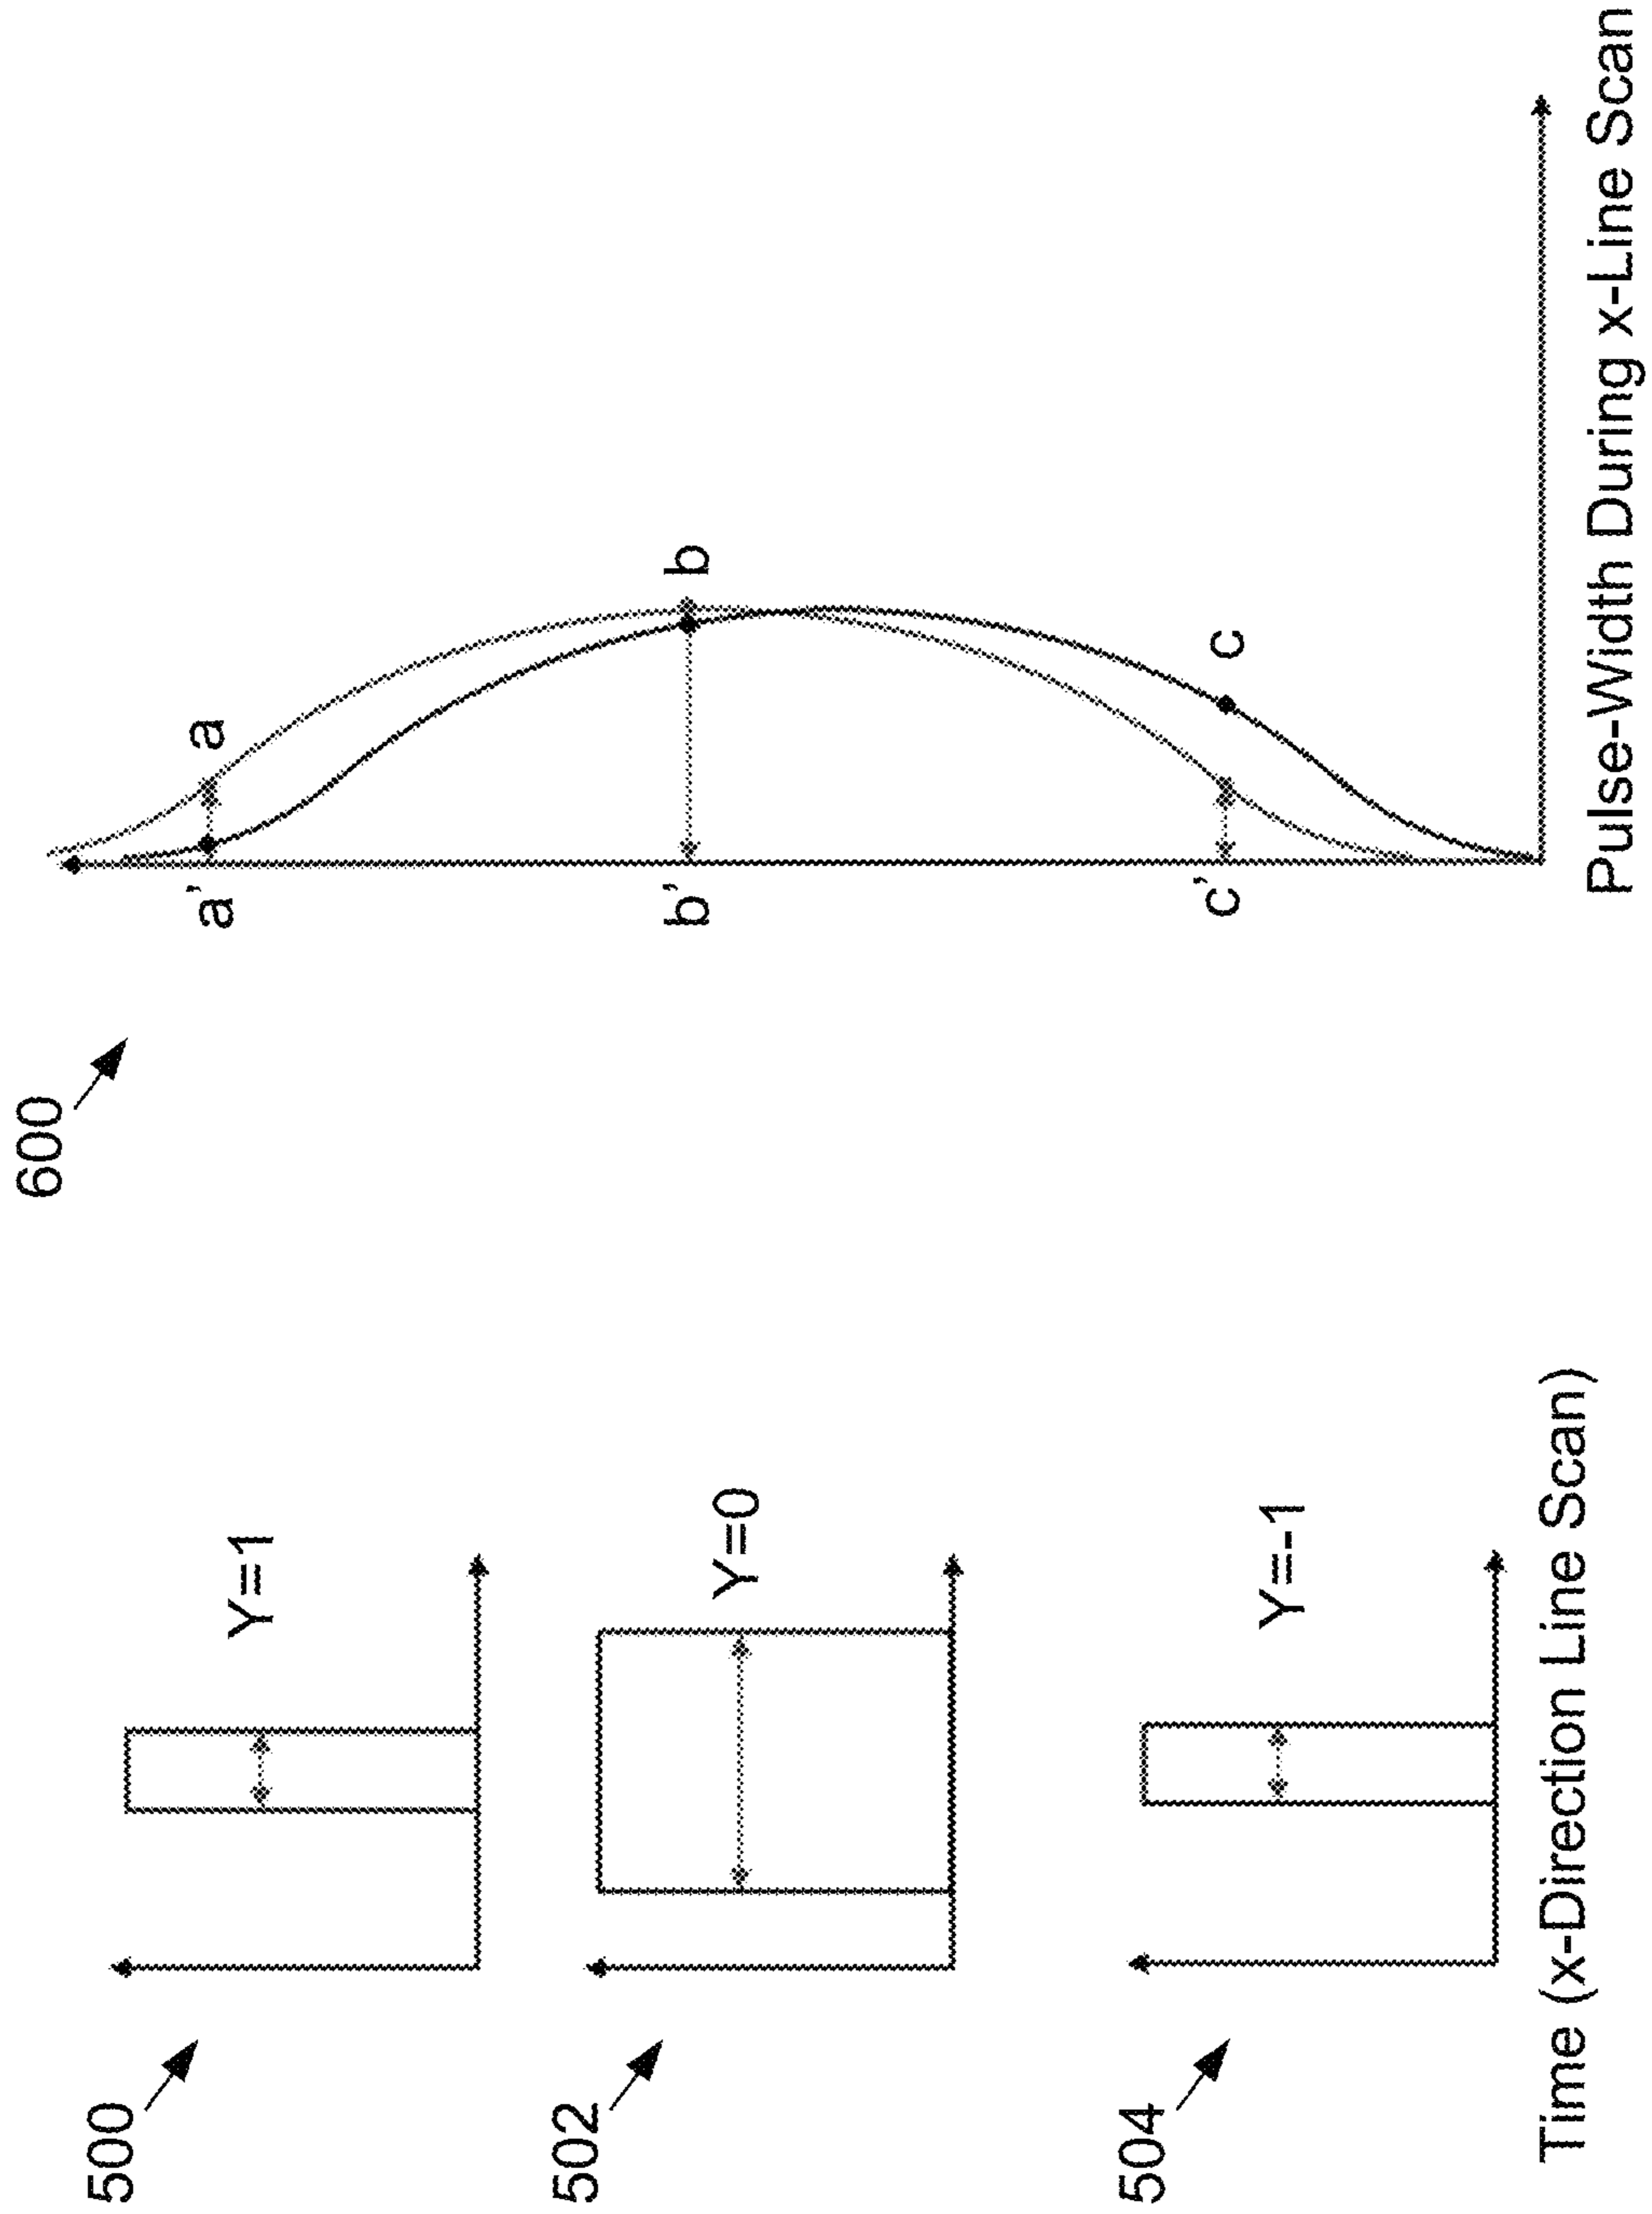 500
Y=1
502
Y=0
504
Y=-1
Time (x-Direction Line Scan)
600
a'
a
b'
b
c'
c
Pulse-Width During x-Line Scan